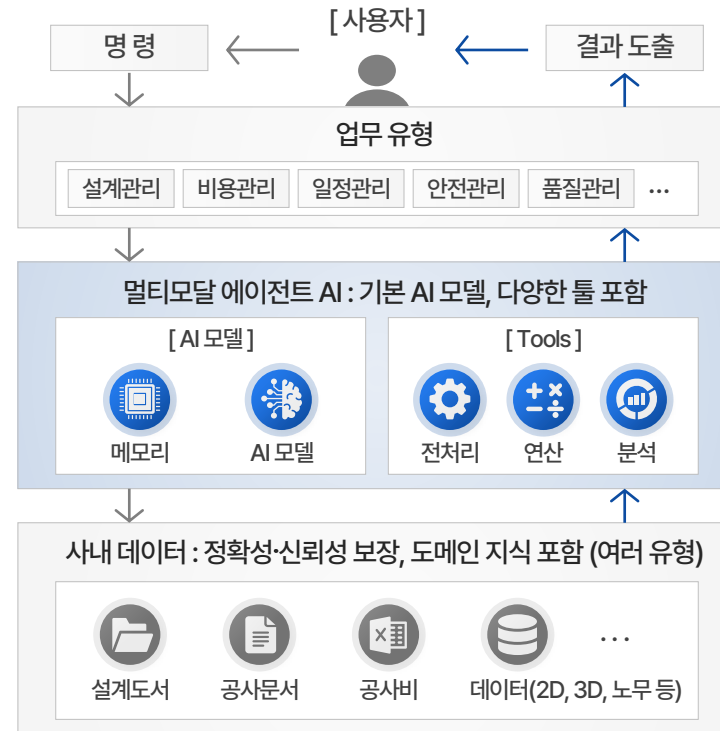 [ 사용자 ]
명 령
결과 도출
업무 유형
설계관리 비용관리 일정관리 안전관리 품질관리 ···
멀티모달 에이전트 AI : 기본 AI 모델, 다양한 툴 포함
[ AI 모델 ]
[ Tools ]
메모리 AI 모델
전처리 연산 분석
사내 데이터 : 정확성·신뢰성 보장, 도메인 지식 포함 (여러 유형)
설계도서 공사문서 공사비 데이터(2D, 3D, 노무 등) ···